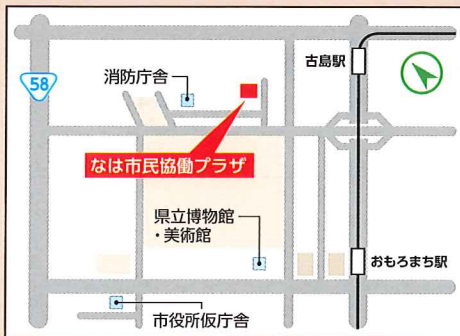 古島駅
58
消防庁舎
なは市民協働プラザ
県立博物館
・美術館
おもろまち駅
市役所仮庁舎